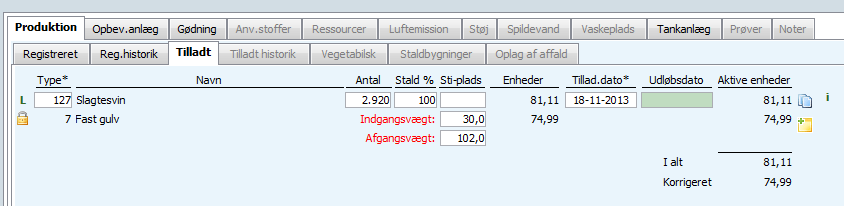 Produktion Opbev.anlæg Gødning Anv.stoffer Ressourcer Luftemission Støj Spildevand Vaskeplads Tankanlæg Prøver Noter
Registreret Reg.historik Tilladt Tilladt historik Vegetabilsk Staldbygninger Oplag af affald
Type* Navn Antal Stald % Sti-plads Enheder Tillad.dato* Udløbsdato Aktive enheder
L 127 Slagtesvin 2.920 100 81,11 18-11-2013 81,11 i
7 Fast gulv Indgangsvægt: 30,0 74,99 74,99
Afgangsvægt: 102,0
I alt 81,11
Korrigeret 74,99